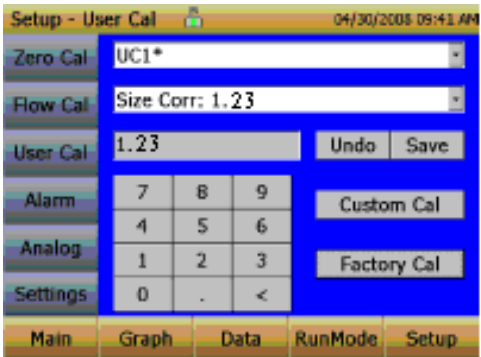 Setup - User Cal 04/30/2008 09:41 AM
Zero Cal
UC1*
Flow Cal
Size Corr: 1.23
User Cal
1.23
Undo Save
Alarm
7 8 9
Custom Cal
4 5 6
Analog
1 2 3
Factory Cal
Settings
0 . <
Main Graph Data RunMode Setup